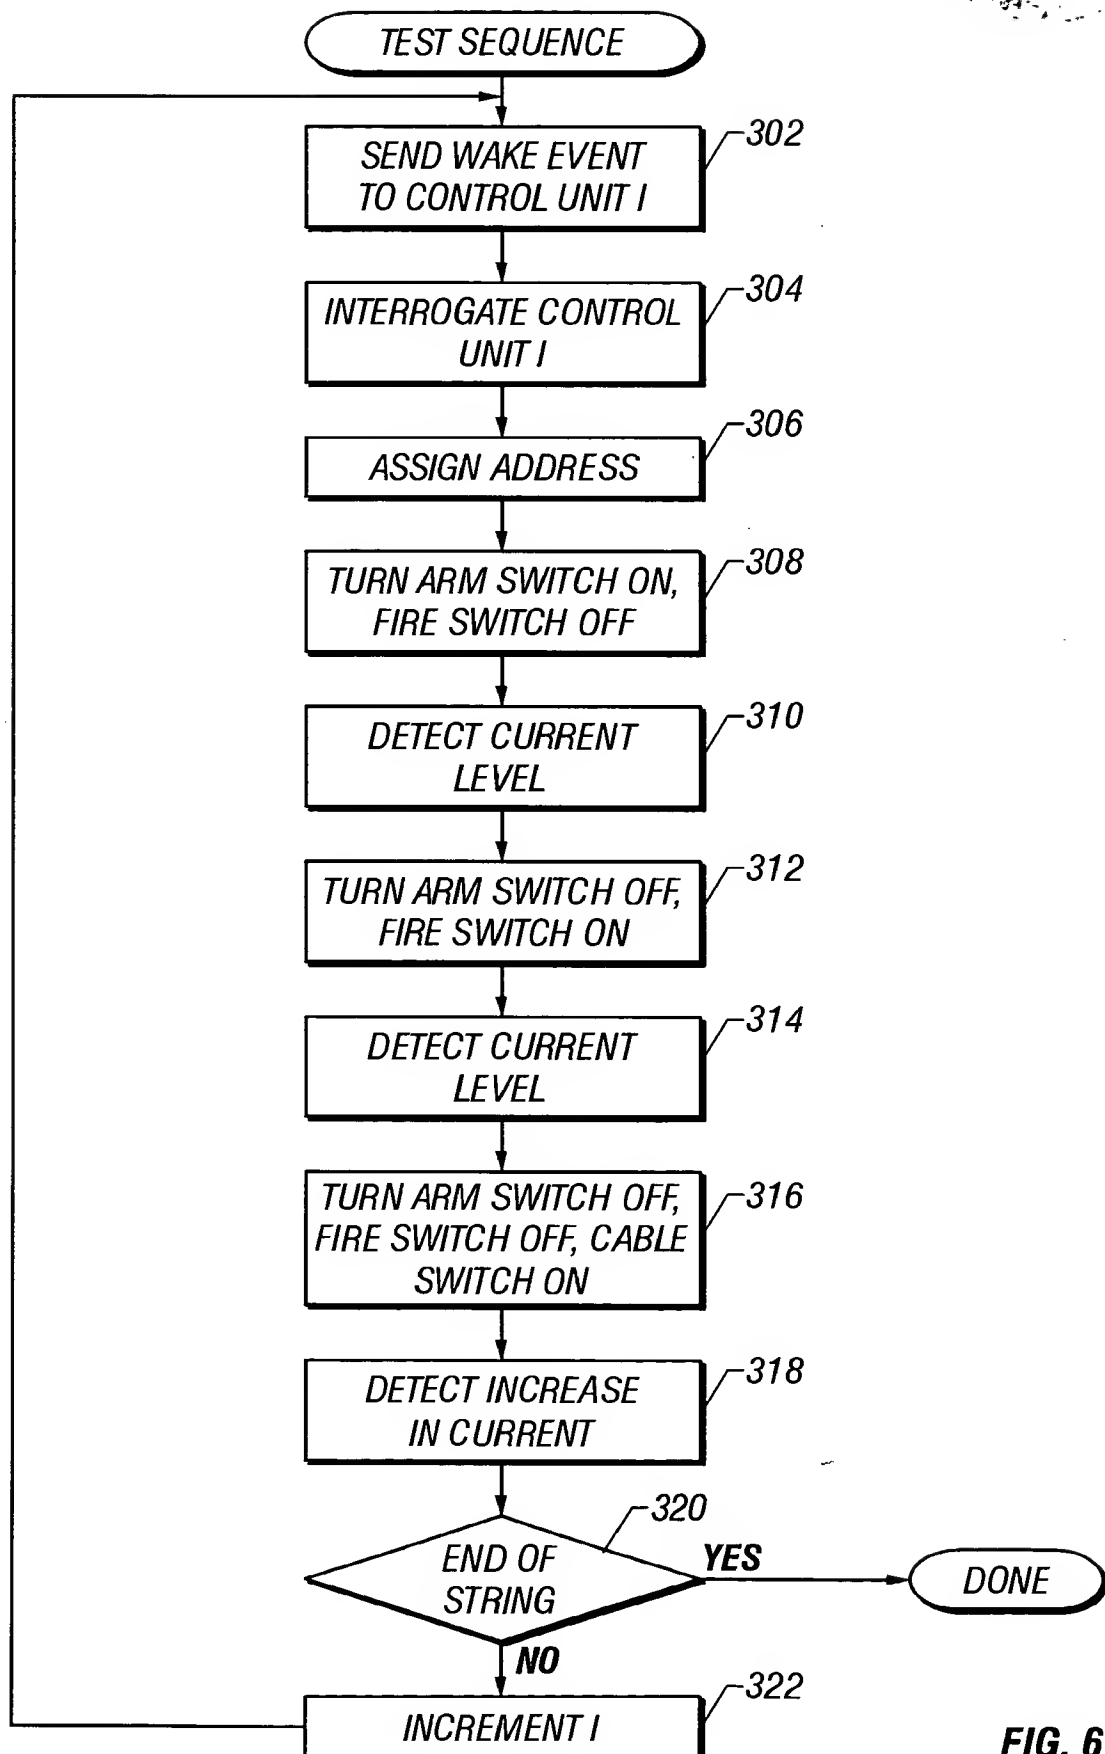 TEST SEQUENCE
302
SEND WAKE EVENT
TO CONTROL UNIT I
304
INTERROGATE CONTROL
UNIT I
306
ASSIGN ADDRESS
308
TURN ARM SWITCH ON,
FIRE SWITCH OFF
310
DETECT CURRENT
LEVEL
312
TURN ARM SWITCH OFF,
FIRE SWITCH ON
314
DETECT CURRENT
LEVEL
316
TURN ARM SWITCH OFF,
FIRE SWITCH OFF, CABLE
SWITCH ON
318
DETECT INCREASE
IN CURRENT
320
END OF
STRING
YES
DONE
NO
322
INCREMENT I
FIG. 6